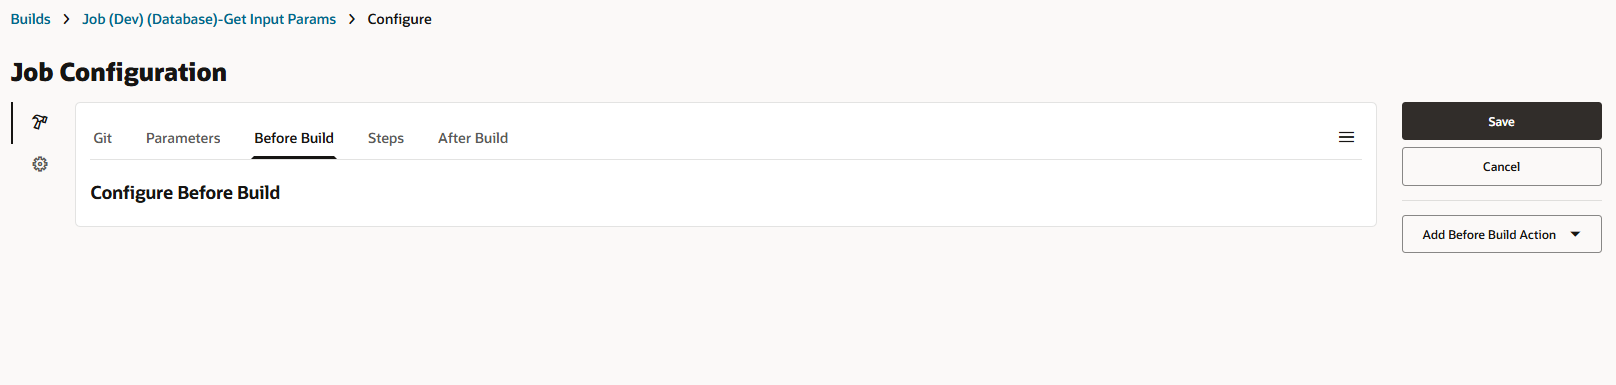 Builds > Job (Dev) (Database)-Get Input Params > Configure
Job Configuration
Git Parameters Before Build Steps After Build
Configure Before Build
Save
Cancel
Add Before Build Action